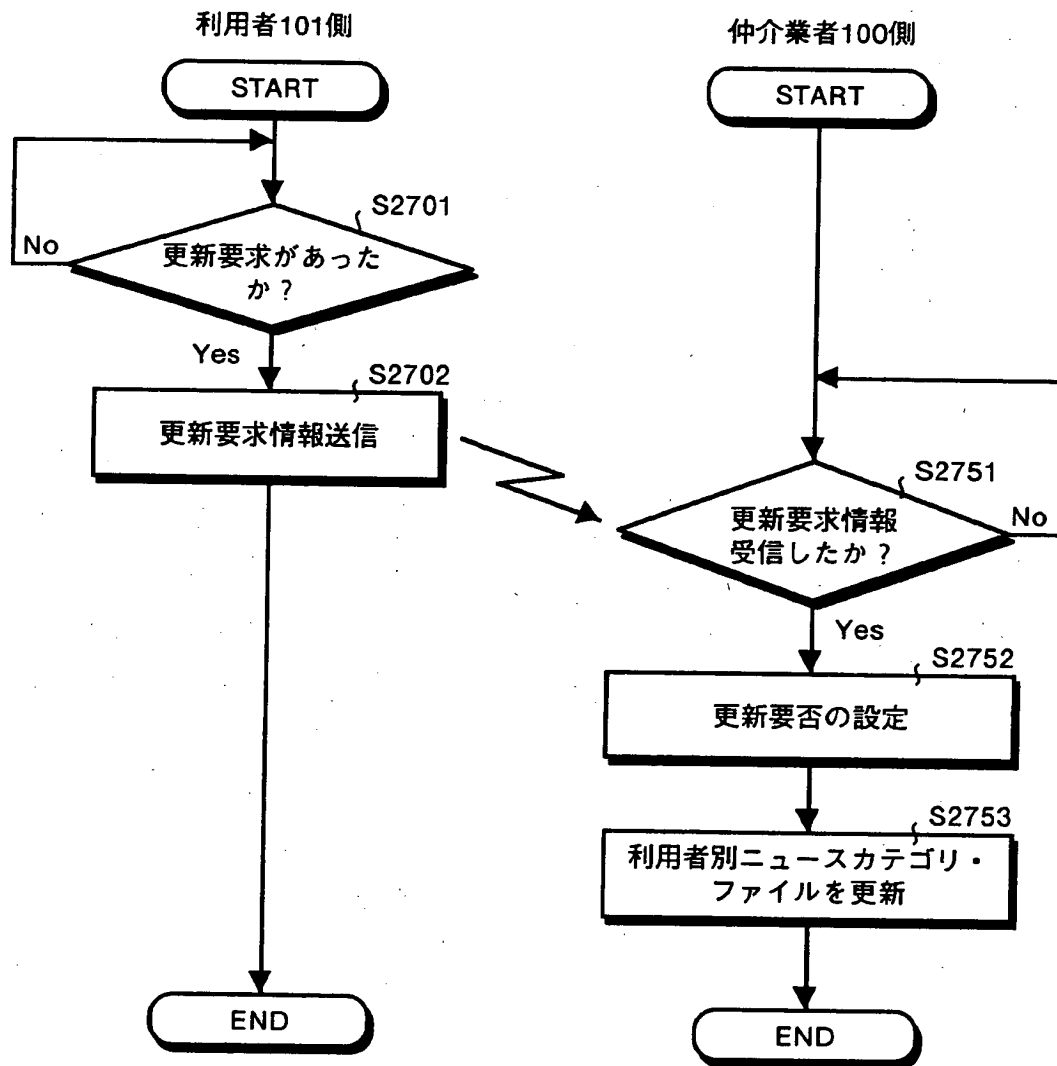 利用者101側
START
S2701
更新要求があった
か？
No
Yes
S2702
更新要求情報送信
END
仲介業者100側
START
S2751
更新要求情報
受信したか？
No
Yes
S2752
更新要否の設定
S2753
利用者別ニュースカテゴリ・
ファイルを更新
END